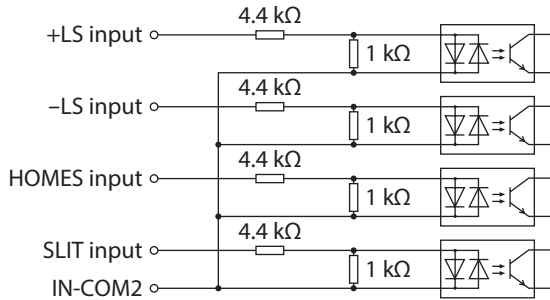 4.4 kΩ
+LS input
1 kΩ
4.4 kΩ
–LS input
1 kΩ
4.4 kΩ
HOMES input
1 kΩ
4.4 kΩ
SLIT input
1 kΩ
IN-COM2